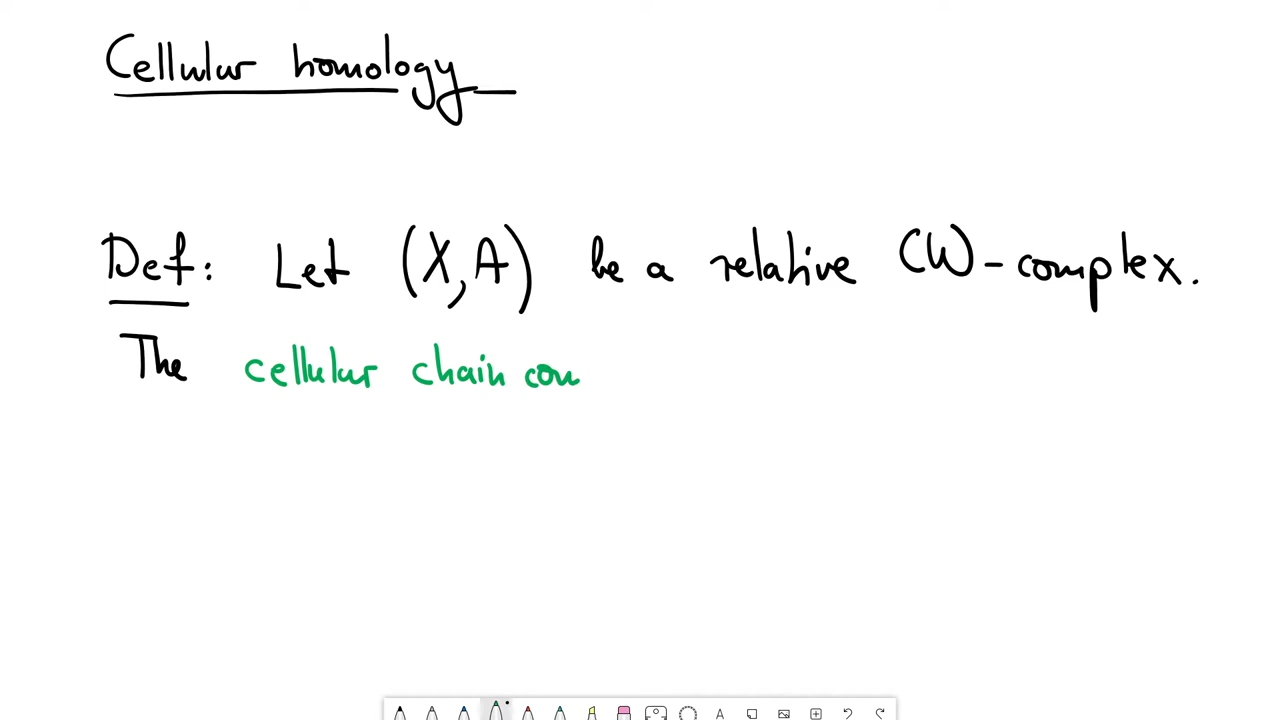 Cellular homology
Def: Let (X,A) be a relative CW-complex.
The cellular chain com